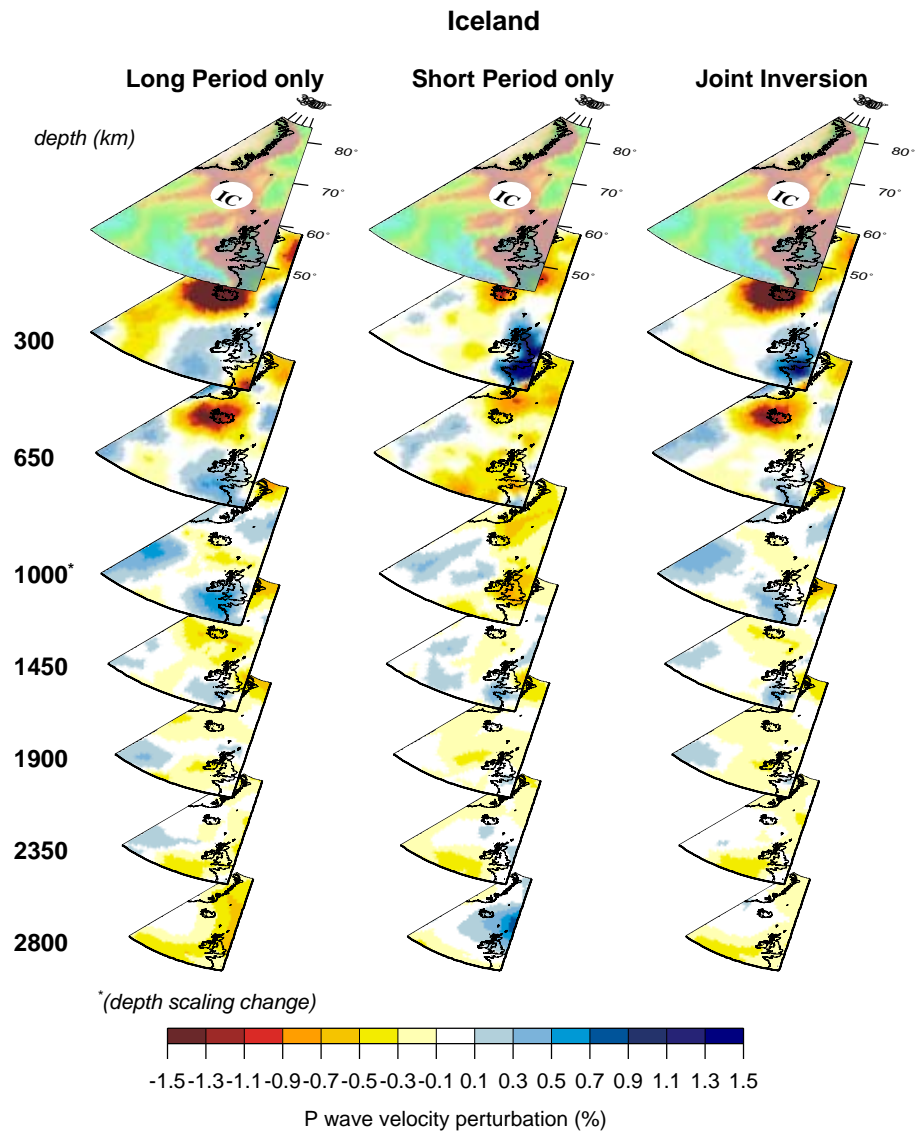 Iceland
Long Period only
Short Period only
Joint Inversion
depth (km)
80°
70°
60°
50°
IC
80°
70°
60°
50°
IC
80°
70°
60°
50°
IC
300
650
1000*
1450
1900
2350
2800
*(depth scaling change)
-1.5 -1.3 -1.1 -0.9 -0.7 -0.5 -0.3 -0.1 0.1 0.3 0.5 0.7 0.9 1.1 1.3 1.5
P wave velocity perturbation (%)